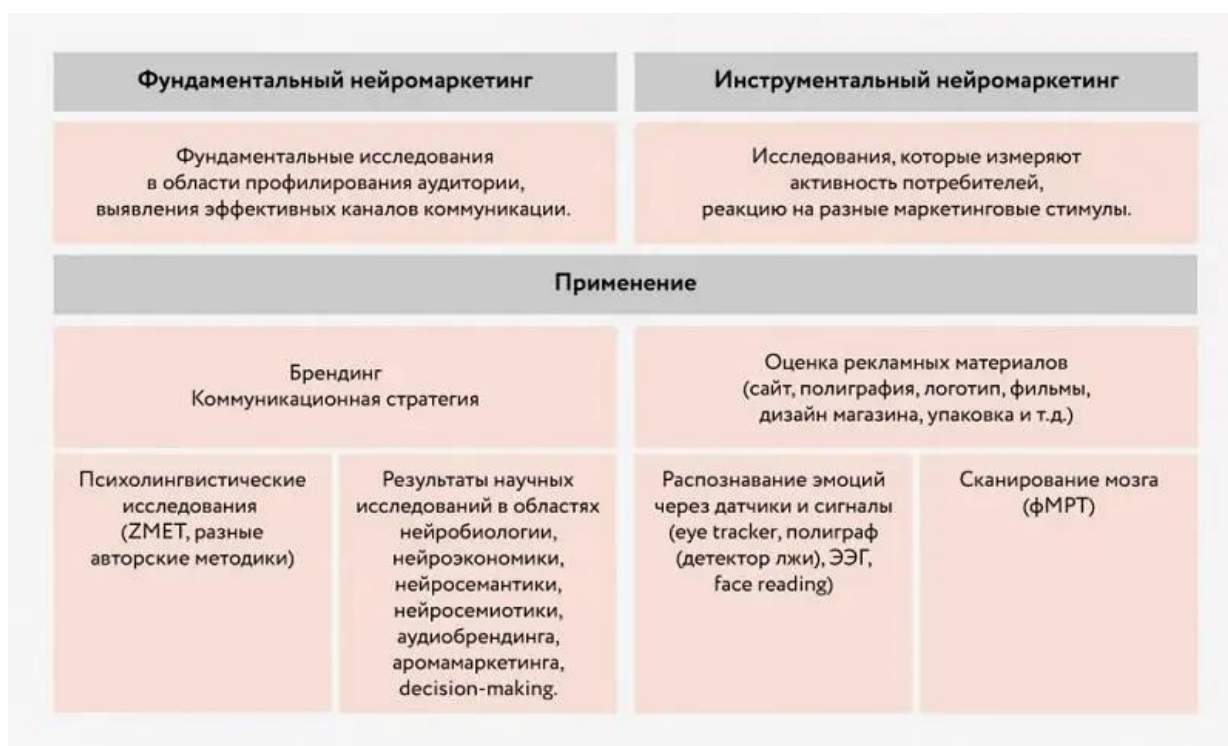 Фундаментальный нейромаркетинг
Инструментальный нейромаркетинг
Фундаментальные исследования
в области профилирования аудитории,
выявления эффективных каналов коммуникации.
Исследования, которые измеряют
активность потребителей,
реакцию на разные маркетинговые стимулы.
Применение
Брендинг
Коммуникационная стратегия
Оценка рекламных материалов
(сайт, полиграфия, логотип, фильмы,
дизайн магазина, упаковка и т.д.)
Психолингвистические
исследования
(ZMET, разные
авторские методики)
Результаты научных
исследований в областях
нейробиологии,
нейроэкономики,
нейросемантики,
нейросемиотики,
аудиобрендинга,
аромамаркетинга,
decision-making.
Распознавание эмоций
через датчики и сигналы
(eye tracker, полиграф
(детектор лжи), ЭЭГ,
face reading)
Сканирование мозга
(фМРТ)